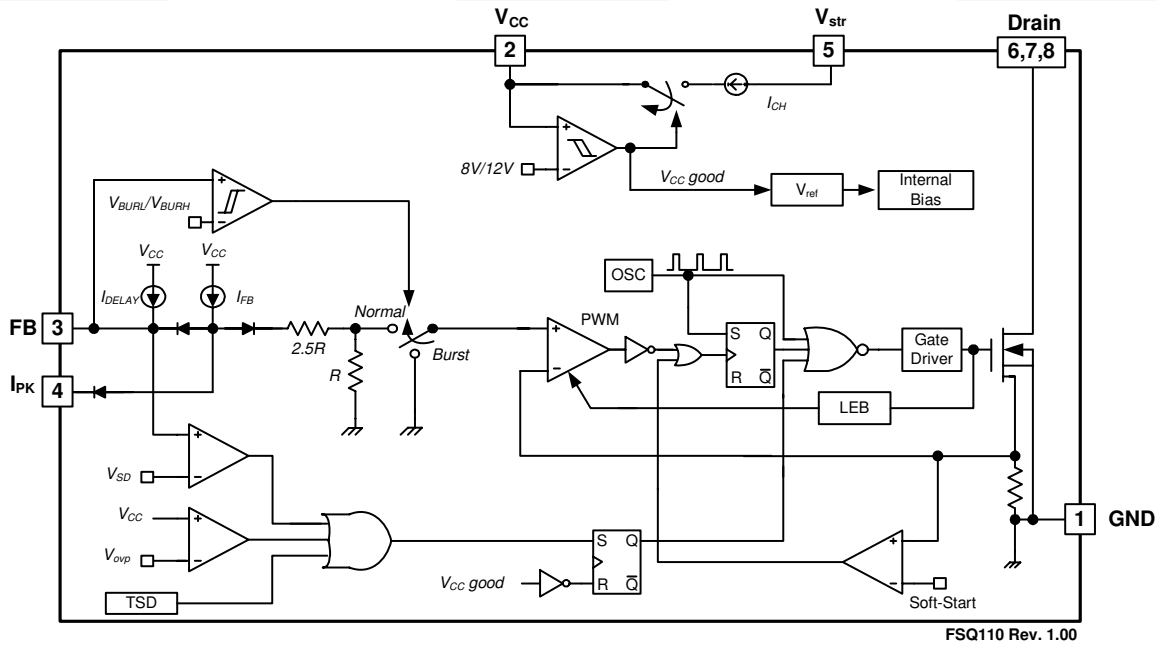 VCC
Vstr
Drain
2
5
6,7,8
ICH
+
8V/12V
−
VCC good
Vref
Internal
Bias
+
VBURL/VBURH
−
VCC
VCC
OSC
IDELAY
IFB
FB
3
Normal
PWM
+
S
Q
Gate
Driver
2.5R
Burst
−
R
Q
IPK
4
R
LEB
+
VSD
−
VCC
+
1
GND
Vovp
−
S
Q
+
VCC good
R
Q
−
TSD
Soft-Start
FSQ110 Rev. 1.00